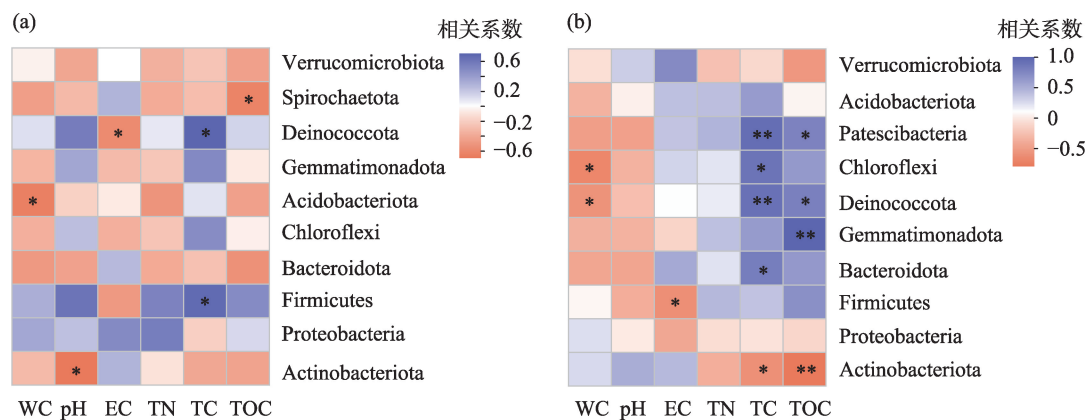 (a)
相关系数
0.6
0.2
−0.2
−0.6
Verrucomicrobiota
Spirochaetota
*
Deinococcota
* *
Gemmatimonadota
Acidobacteriota
*
Chloroflexi
Bacteroidota
Firmicutes
*
Proteobacteria
Actinobacteriota
*
WC pH EC TN TC TOC
(b)
相关系数
1.0
0.5
0
−0.5
Verrucomicrobiota
Acidobacteriota
Patescibacteria
** *
Chloroflexi
* *
Deinococcota
* ** *
Gemmatimonadota
**
Bacteroidota
*
Firmicutes
*
Proteobacteria
Actinobacteriota
* **
WC pH EC TN TC TOC